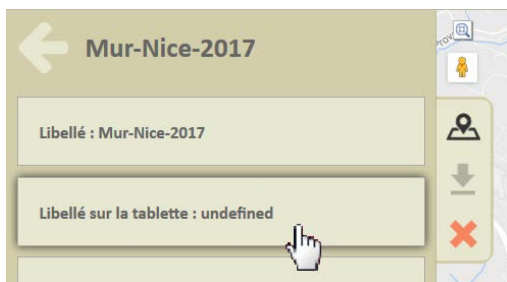 Mur-Nice-2017
Libellé : Mur-Nice-2017
Libellé sur la tablette : undefined